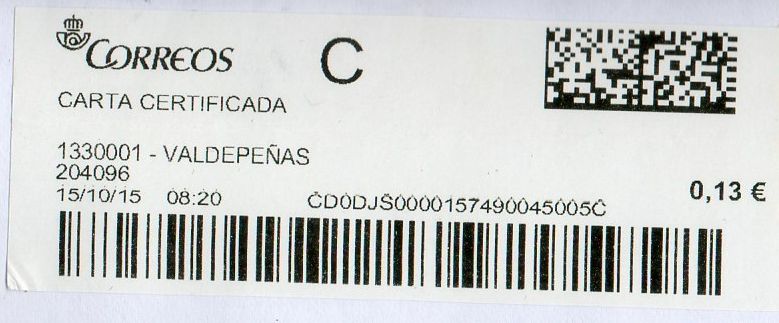 CORREOS
C
CARTA CERTIFICADA
1330001 - VALDEPEÑAS
204096
15/10/15 08:20 CD0DJS0000157490045005C
0,13 €